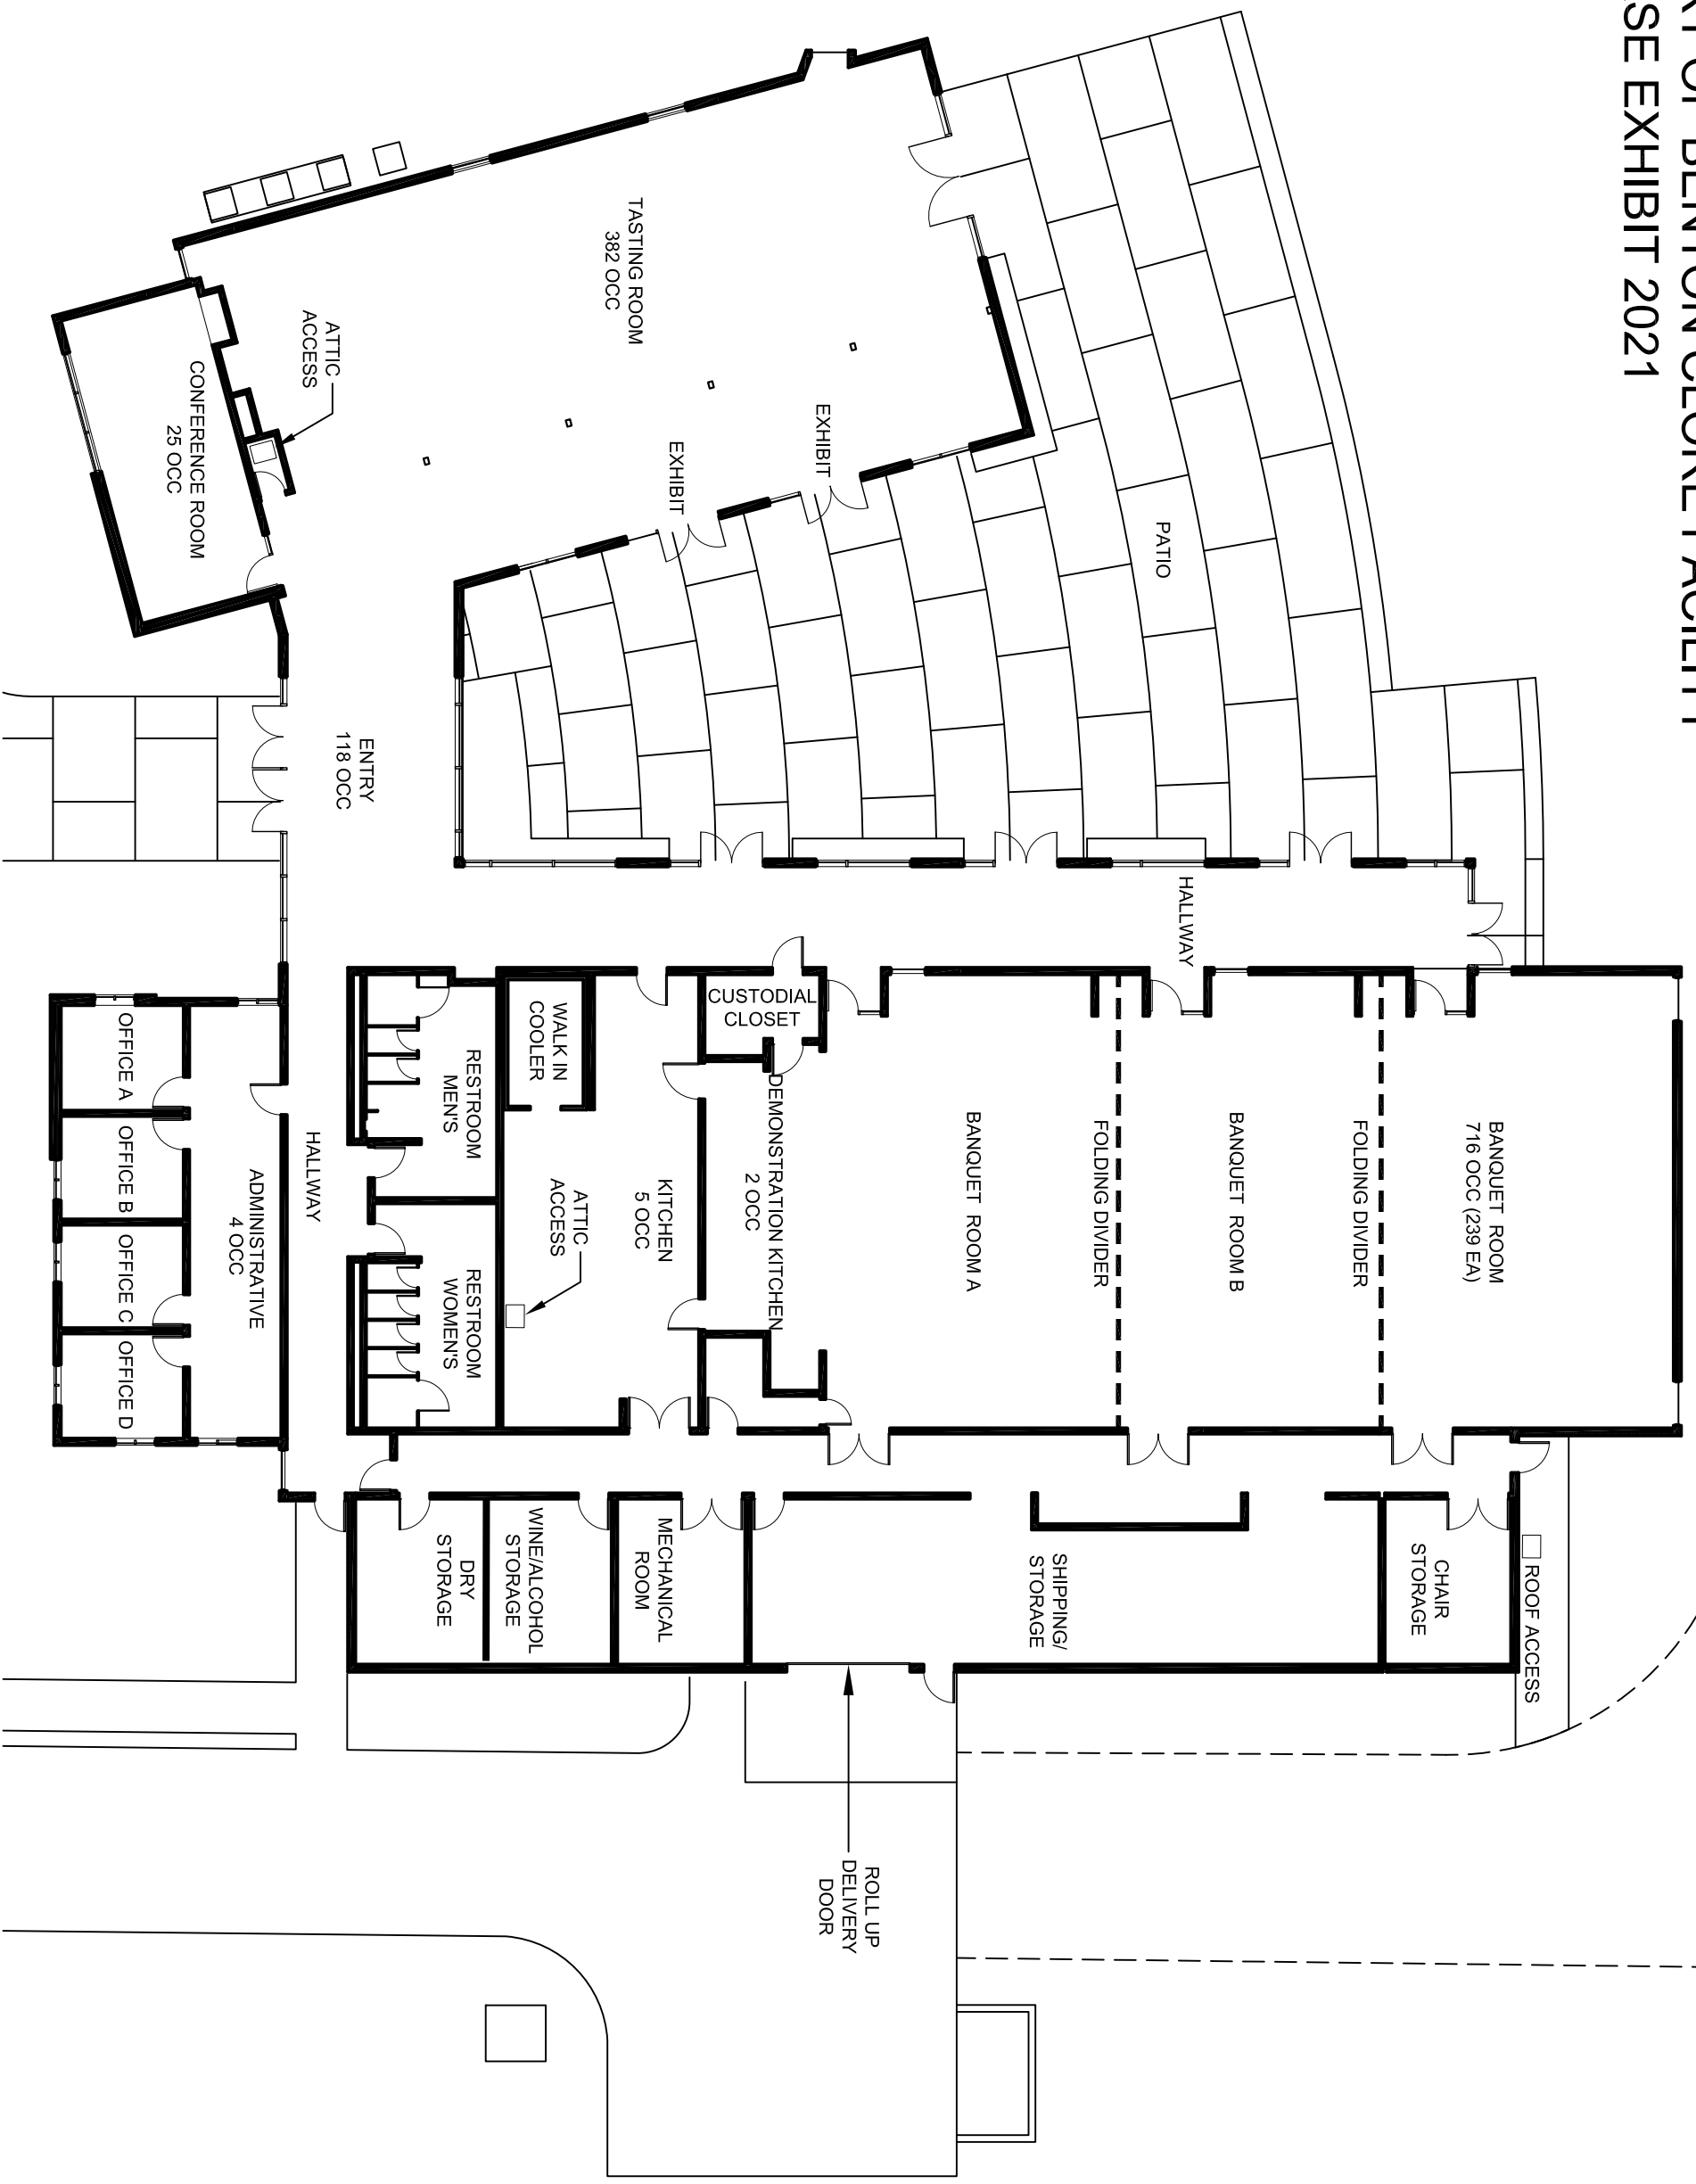 OF BENTON CLORE FACILITY
SE EXHIBIT 2021
PATIO
TASTING ROOM
382 OCC
EXHIBIT
EXHIBIT
ATTIC
ACCESS
CONFERENCE ROOM
25 OCC
ENTRY
118 OCC
HALLWAY
BANQUET ROOM
716 OCC (239 EA)
FOLDING DIVIDER
BANQUET ROOM B
FOLDING DIVIDER
BANQUET ROOM A
DEMONSTRATION KITCHEN
2 OCC
CUSTODIAL
CLOSET
KITCHEN
5 OCC
ATTIC
ACCESS
WALK IN
COOLER
RESTROOM
MEN'S
RESTROOM
WOMEN'S
HALLWAY
ADMINISTRATIVE
4 OCC
OFFICE A
OFFICE B
OFFICE C
OFFICE D
ROOF ACCESS
CHAIR
STORAGE
SHIPPING/
STORAGE
MECHANICAL
ROOM
WINE/ALCOHOL
STORAGE
DRY
STORAGE
ROLL UP
DELIVERY
DOOR